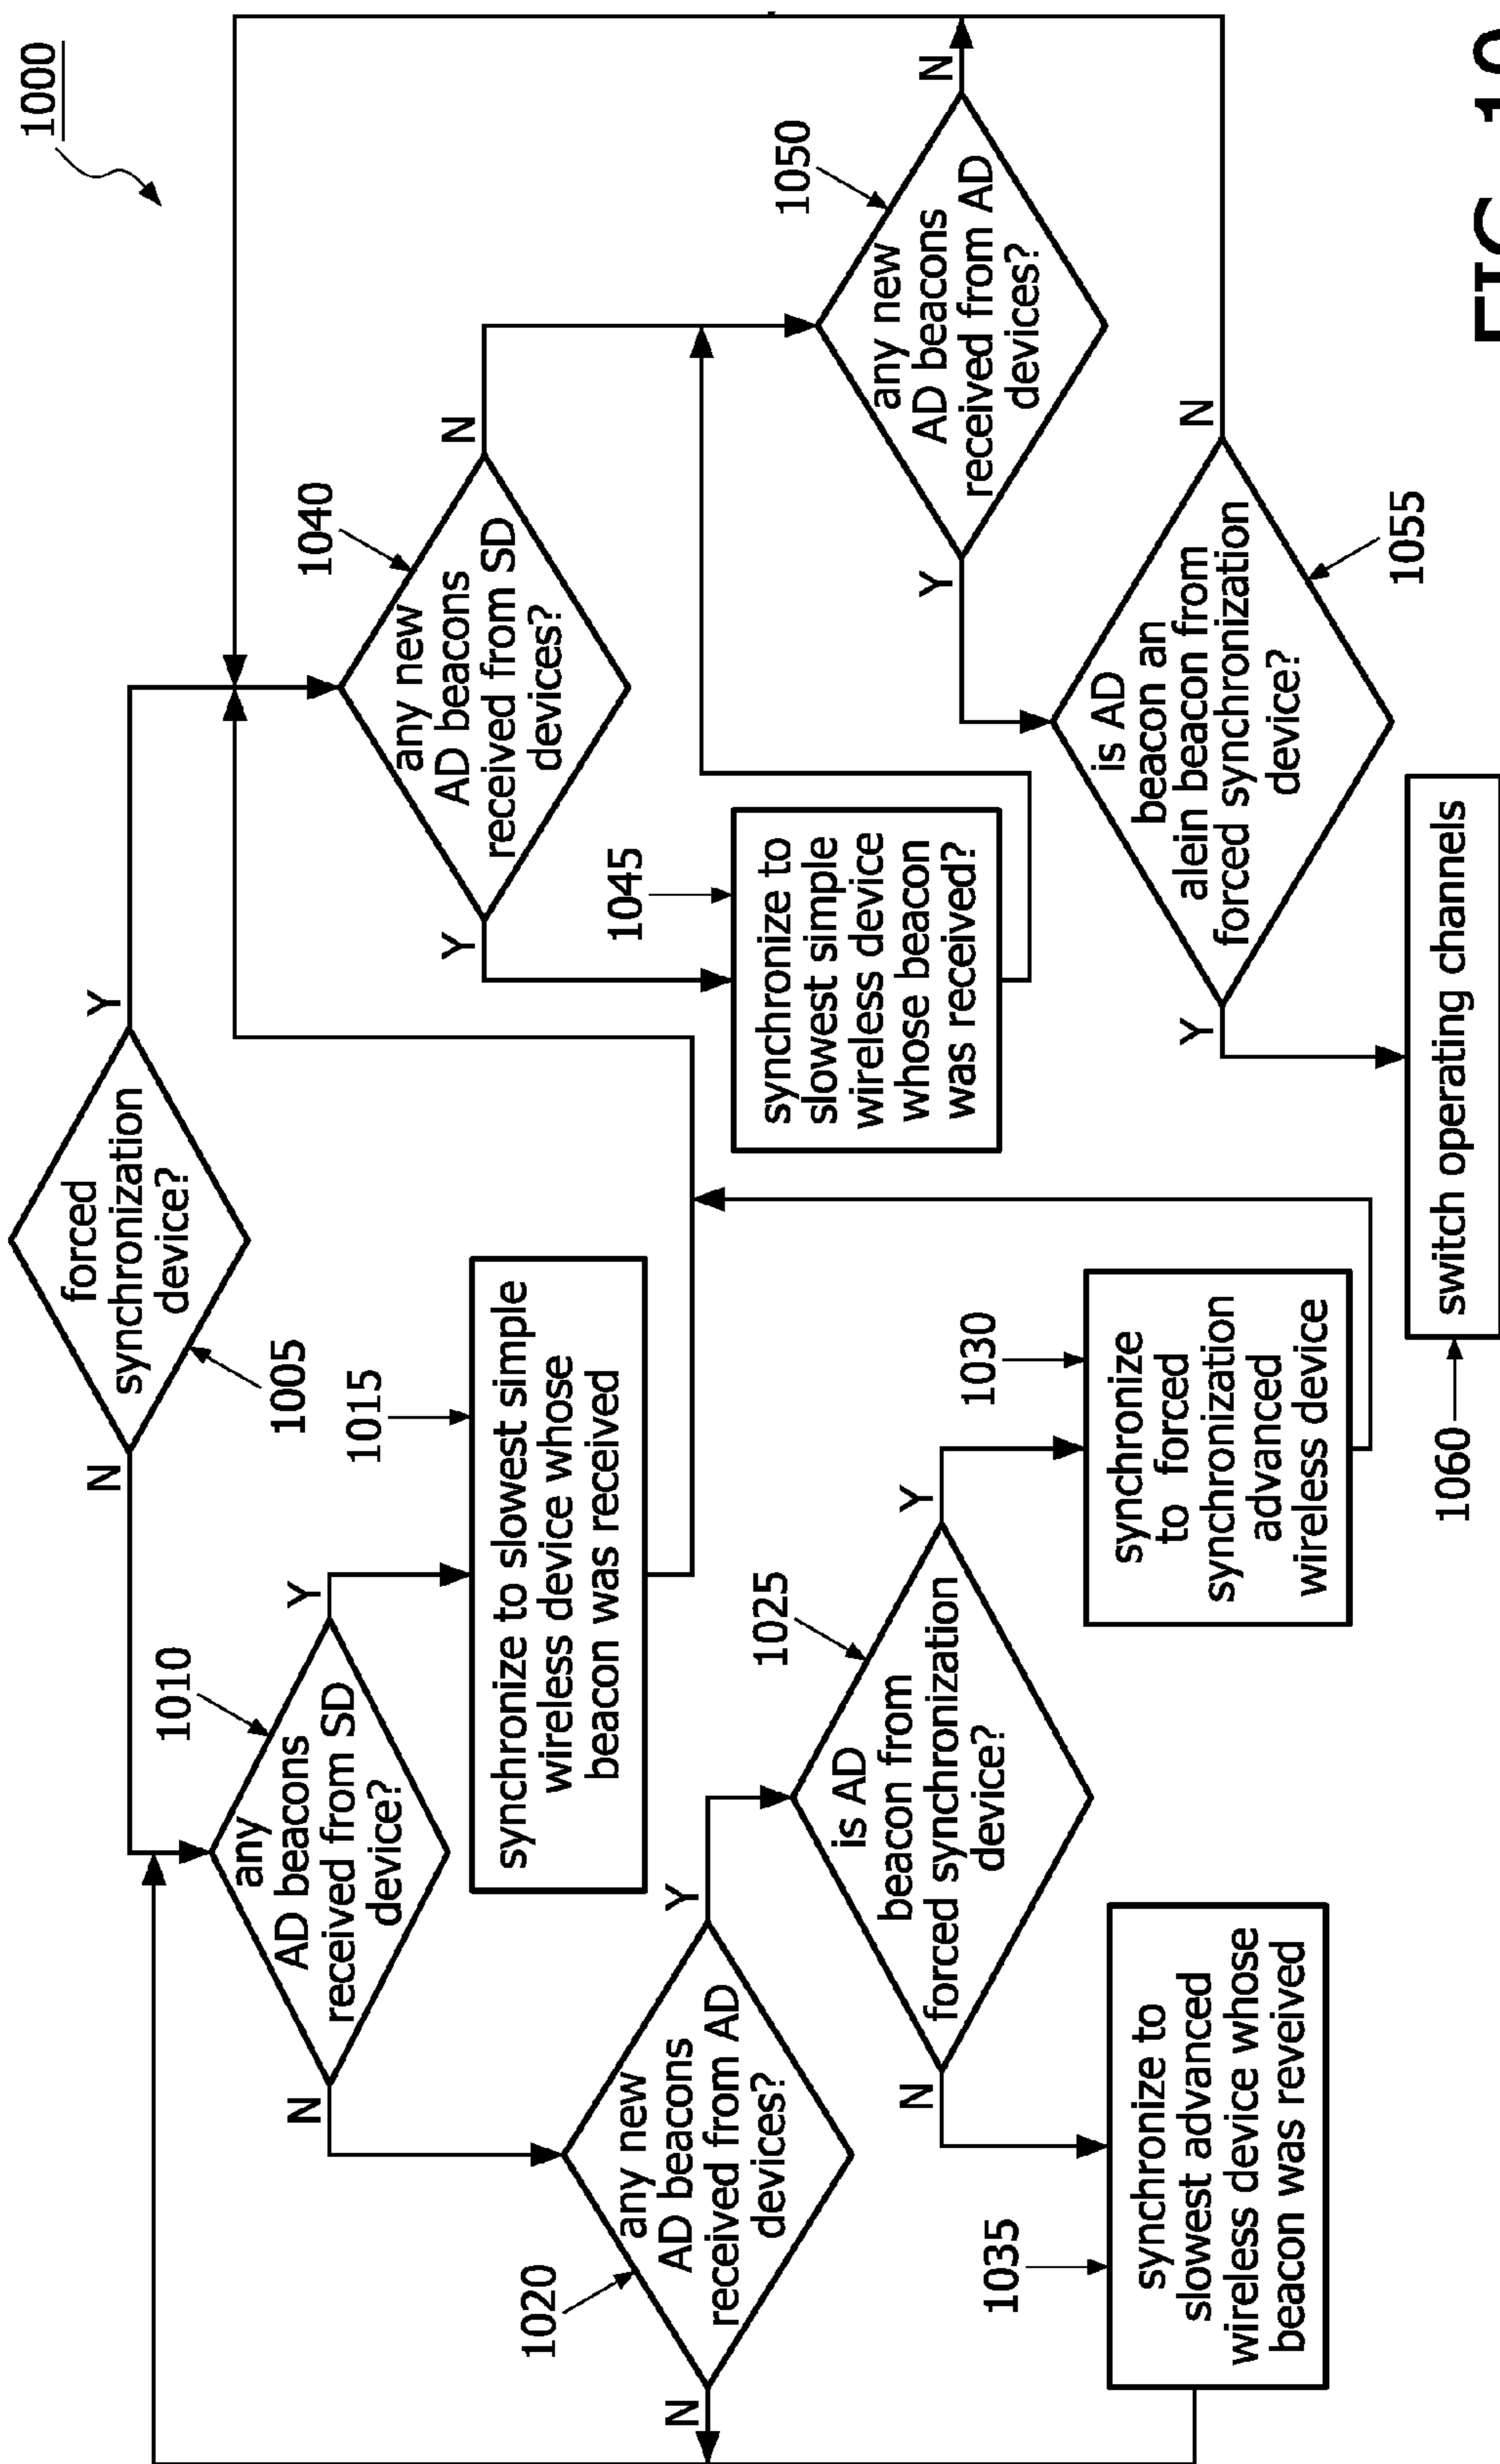 1000
forced
synchronization
device?
N
Y
1005
1010
any
AD beacons
received from SD
device?
N
Y
1015
synchronize to slowest simple
wireless device whose
beacon was received
1020
any new
AD beacons
received from AD
devices?
N
Y
1025
is AD
beacon from
forced synchronization
device?
N
Y
1030
synchronize
to forced
synchronization
advanced
wireless device
1035
synchronize to
slowest advanced
wireless device whose
beacon was reveived
1040
any new
AD beacons
received from SD
devices?
Y
N
1045
synchronize to
slowest simple
wireless device
whose beacon
was received?
1050
any new
AD beacons
received from AD
devices?
Y
N
is AD
beacon an
alein beacon from
forced synchronization
device?
1055
Y
N
1060
switch operating channels